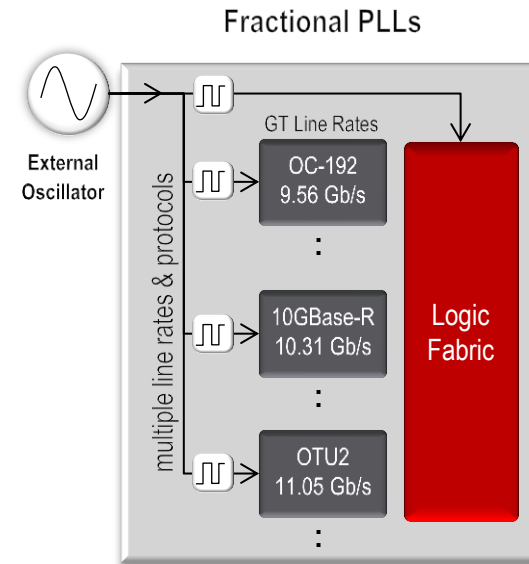 Fractional PLLs
External
Oscillator
GT Line Rates
OC-192
9.56 Gb/s
:
multiple line rates & protocols
10GBase-R
10.31 Gb/s
:
OTU2
11.05 Gb/s
:
Logic
Fabric